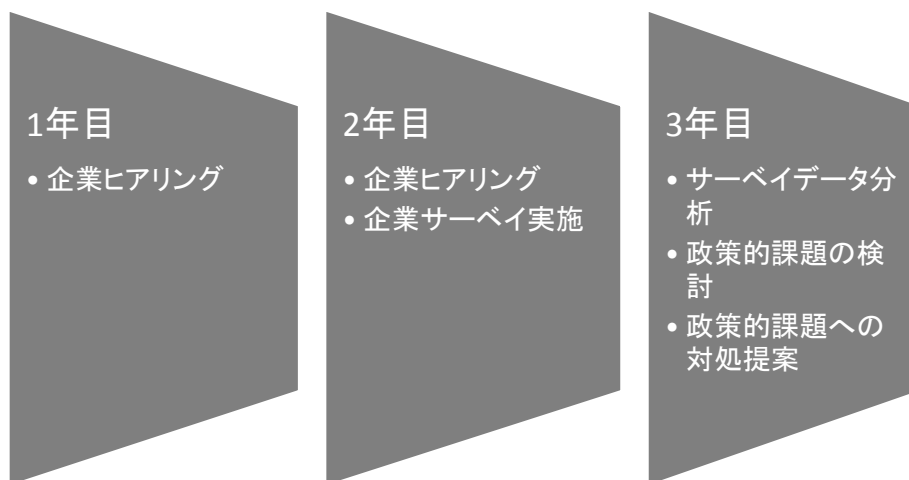 1年目
• 企業ヒアリング
2年目
• 企業ヒアリング
• 企業サーベイ実施
3年目
• サーベイデータ分
析
• 政策的課題の検
討
• 政策的課題への
対処提案